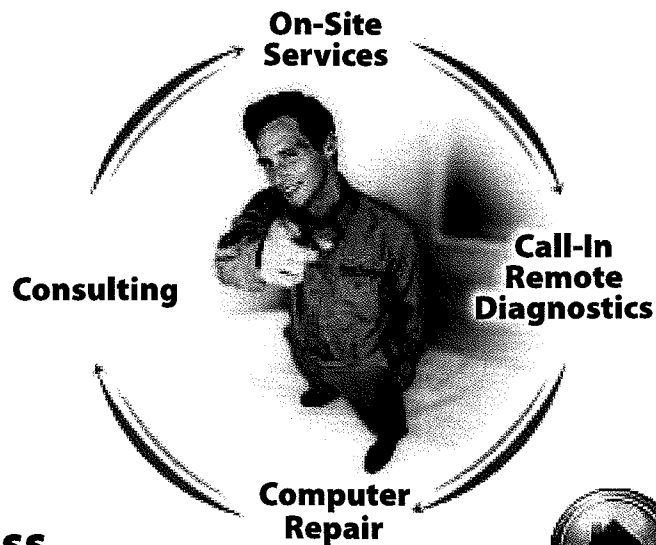 On-Site
Services
Call-In
Remote
Diagnostics
Consulting
Computer
Repair